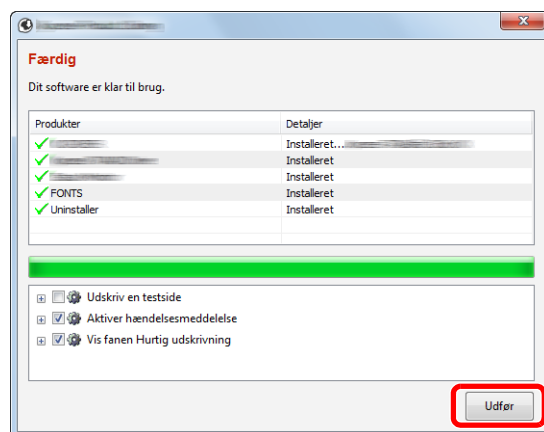 Færdig
Dit software er klar til brug.
Produkter Detaljer
Installeret...
Installeret
Installeret
FONTS Installeret
Uninstaller Installeret
Udskriv en testside
Aktiver hændelsesmeddelelse
Vis fanen Hurtig udskrivning
Udfør